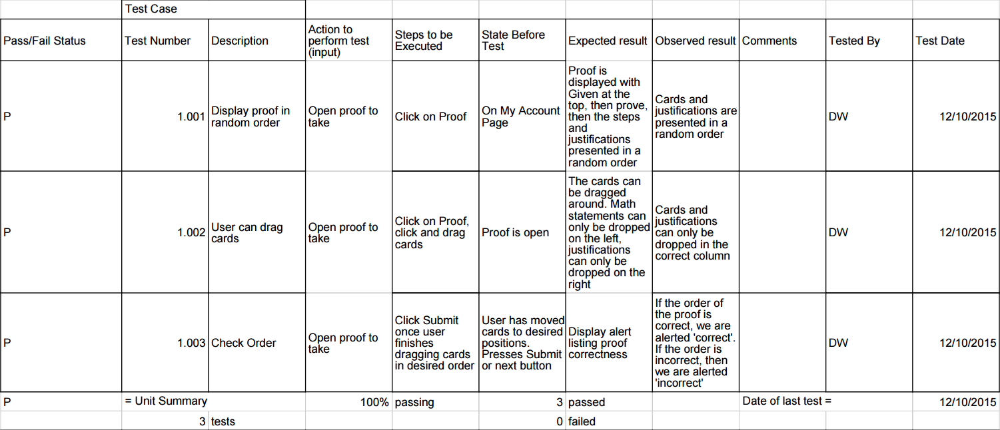 Test Case
Pass/Fail Status
Test Number
Description
Action to
perform test
(input)
Steps to be
Executed
State Before
Test
Expected result
Observed result
Comments
Tested By
Test Date
P
1.001
Display proof in
random order
Open proof to
take
Click on Proof
On My Account
Page
Proof is
displayed with
Given at the
top, then prove,
then the steps
and
justifications
presented in a
random order
Cards and
justifications are
presented in a
random order
DW
12/10/2015
P
1.002
User can drag
cards
Open proof to
take
Click on Proof,
click and drag
cards
Proof is open
The cards can
be dragged
around. Math
statements can
only be dropped
on the left,
justifications
can only be
dropped on the
right
Cards and
justifications
can only be
dropped in the
correct column
DW
12/10/2015
P
1.003
Check Order
Open proof to
take
Click Submit
once user
finishes
dragging cards
in desired order
User has moved
cards to desired
positions.
Presses Submit
or next button
Display alert
listing proof
correctness
If the order of
the proof is
correct, we are
alerted 'correct'.
If the order is
incorrect, then
we are alerted
'incorrect'
DW
12/10/2015
P
= Unit Summary
100% passing
3 passed
Date of last test =
12/10/2015
3 tests
0 failed